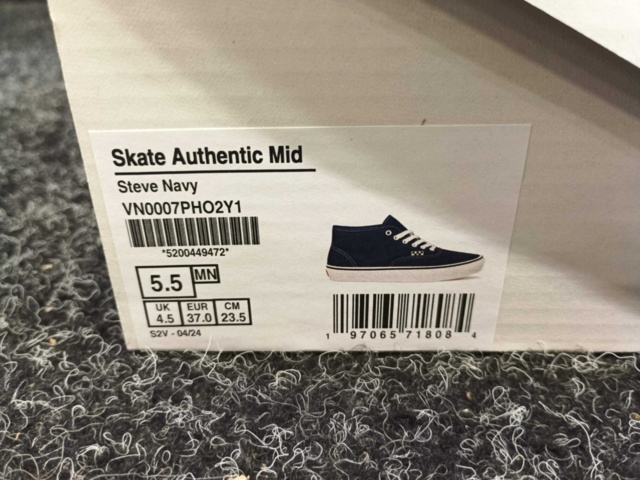 Skate Authentic Mid
Steve Navy
VN0007PHO2Y1
*5200449472*
5.5 MN
UK EUR CM
4.5 37.0 23.5
S2V - 04/24
1 97065 71808 4